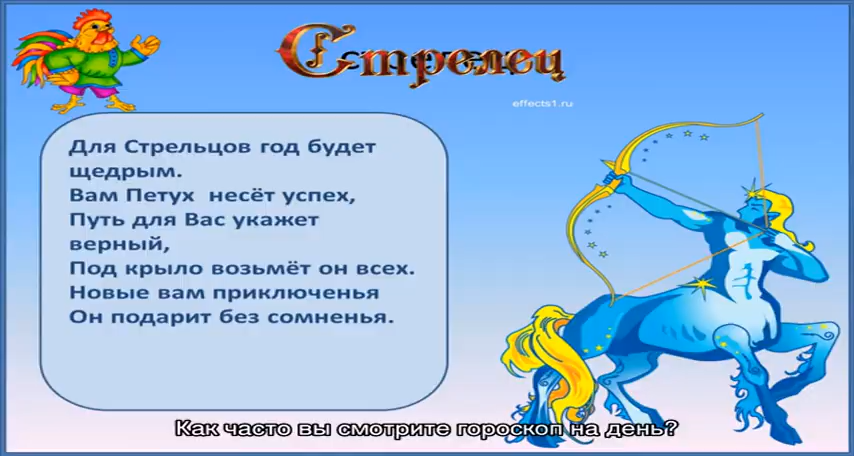 Стрелец
effects1.ru
Для Стрельцов год будет
щедрым.
Вам Петух несёт успех,
Путь для Вас укажет
верный,
Под крыло возьмёт он всех.
Новые вам приключенья
Он подарит без сомненья.
Как часто вы смотрите гороскоп на день?